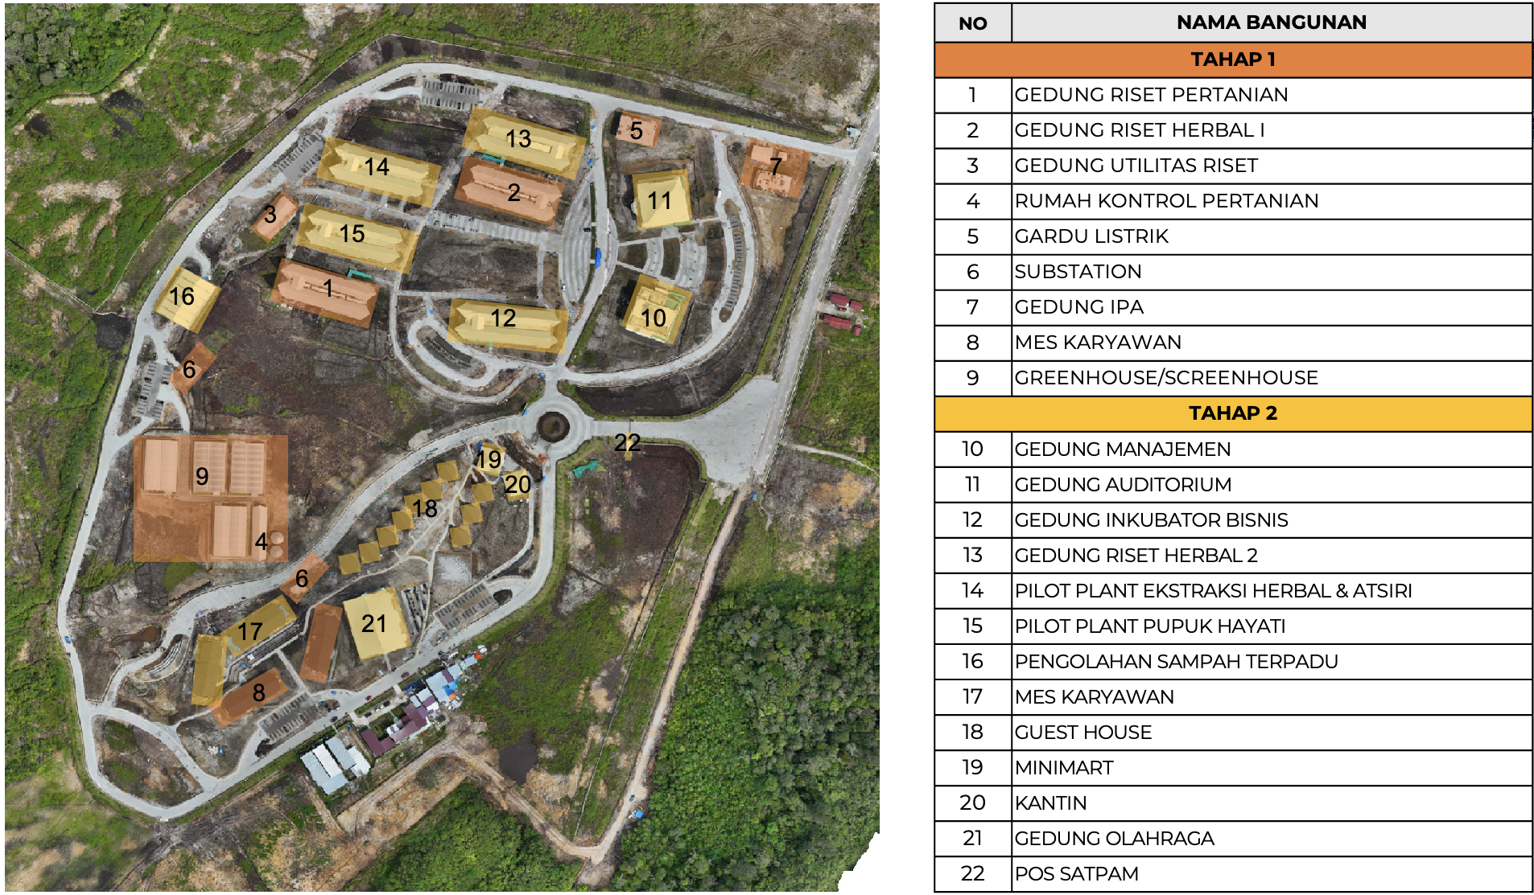 13
5
14
7
2
11
3
15
1
16
12
10
6
22
19
9
20
18
4
6
21
17
8
NO NAMA BANGUNAN
TAHAP 1
1 GEDUNG RISET PERTANIAN
2 GEDUNG RISET HERBAL I
3 GEDUNG UTILITAS RISET
4 RUMAH KONTROL PERTANIAN
5 GARDU LISTRIK
6 SUBSTATION
7 GEDUNG IPA
8 MES KARYAWAN
9 GREENHOUSE/SCREENHOUSE
TAHAP 2
10 GEDUNG MANAJEMEN
11 GEDUNG AUDITORIUM
12 GEDUNG INKUBATOR BISNIS
13 GEDUNG RISET HERBAL 2
14 PILOT PLANT EKSTRAKSI HERBAL & ATSIRI
15 PILOT PLANT PUPUK HAYATI
16 PENGOLAHAN SAMPAH TERPADU
17 MES KARYAWAN
18 GUEST HOUSE
19 MINIMART
20 KANTIN
21 GEDUNG OLAHRAGA
22 POS SATPAM